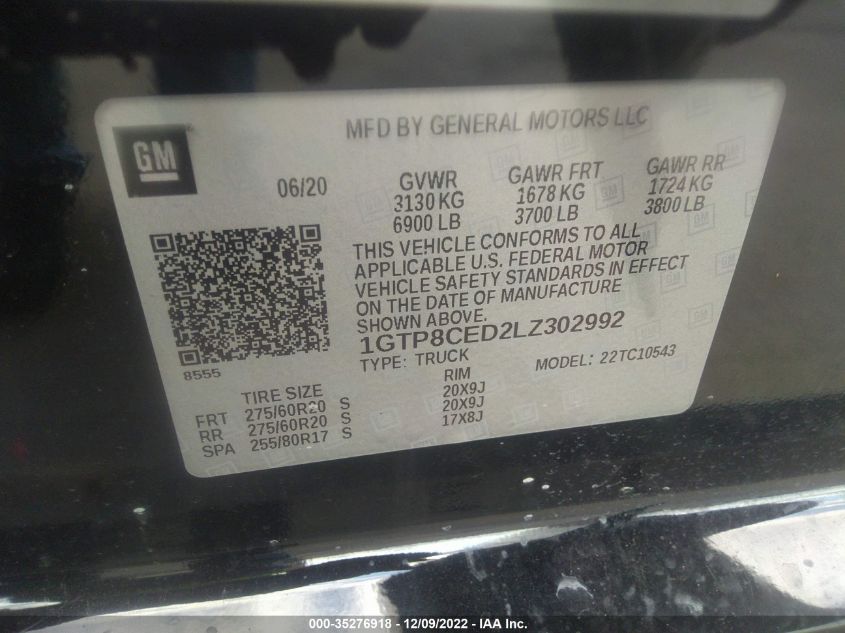 MFD BY GENERAL MOTORS LLC
GM
06/20
GVWR
3130 KG
6900 LB
GAWR FRT
1678 KG
3700 LB
GAWR RR
1724 KG
3800 LB
THIS VEHICLE CONFORMS TO ALL
APPLICABLE U.S. FEDERAL MOTOR
VEHICLE SAFETY STANDARDS IN EFFECT
ON THE DATE OF MANUFACTURE
SHOWN ABOVE.
1GTP8CED2LZ302992
TYPE: TRUCK
MODEL: 22TC10543
8555
TIRE SIZE
RIM
FRT 275/60R20 S 20X9J
RR 275/60R20 S 20X9J
SPA 255/80R17 S 17X8J
000-35276918 - 12/09/2022 - IAA Inc.